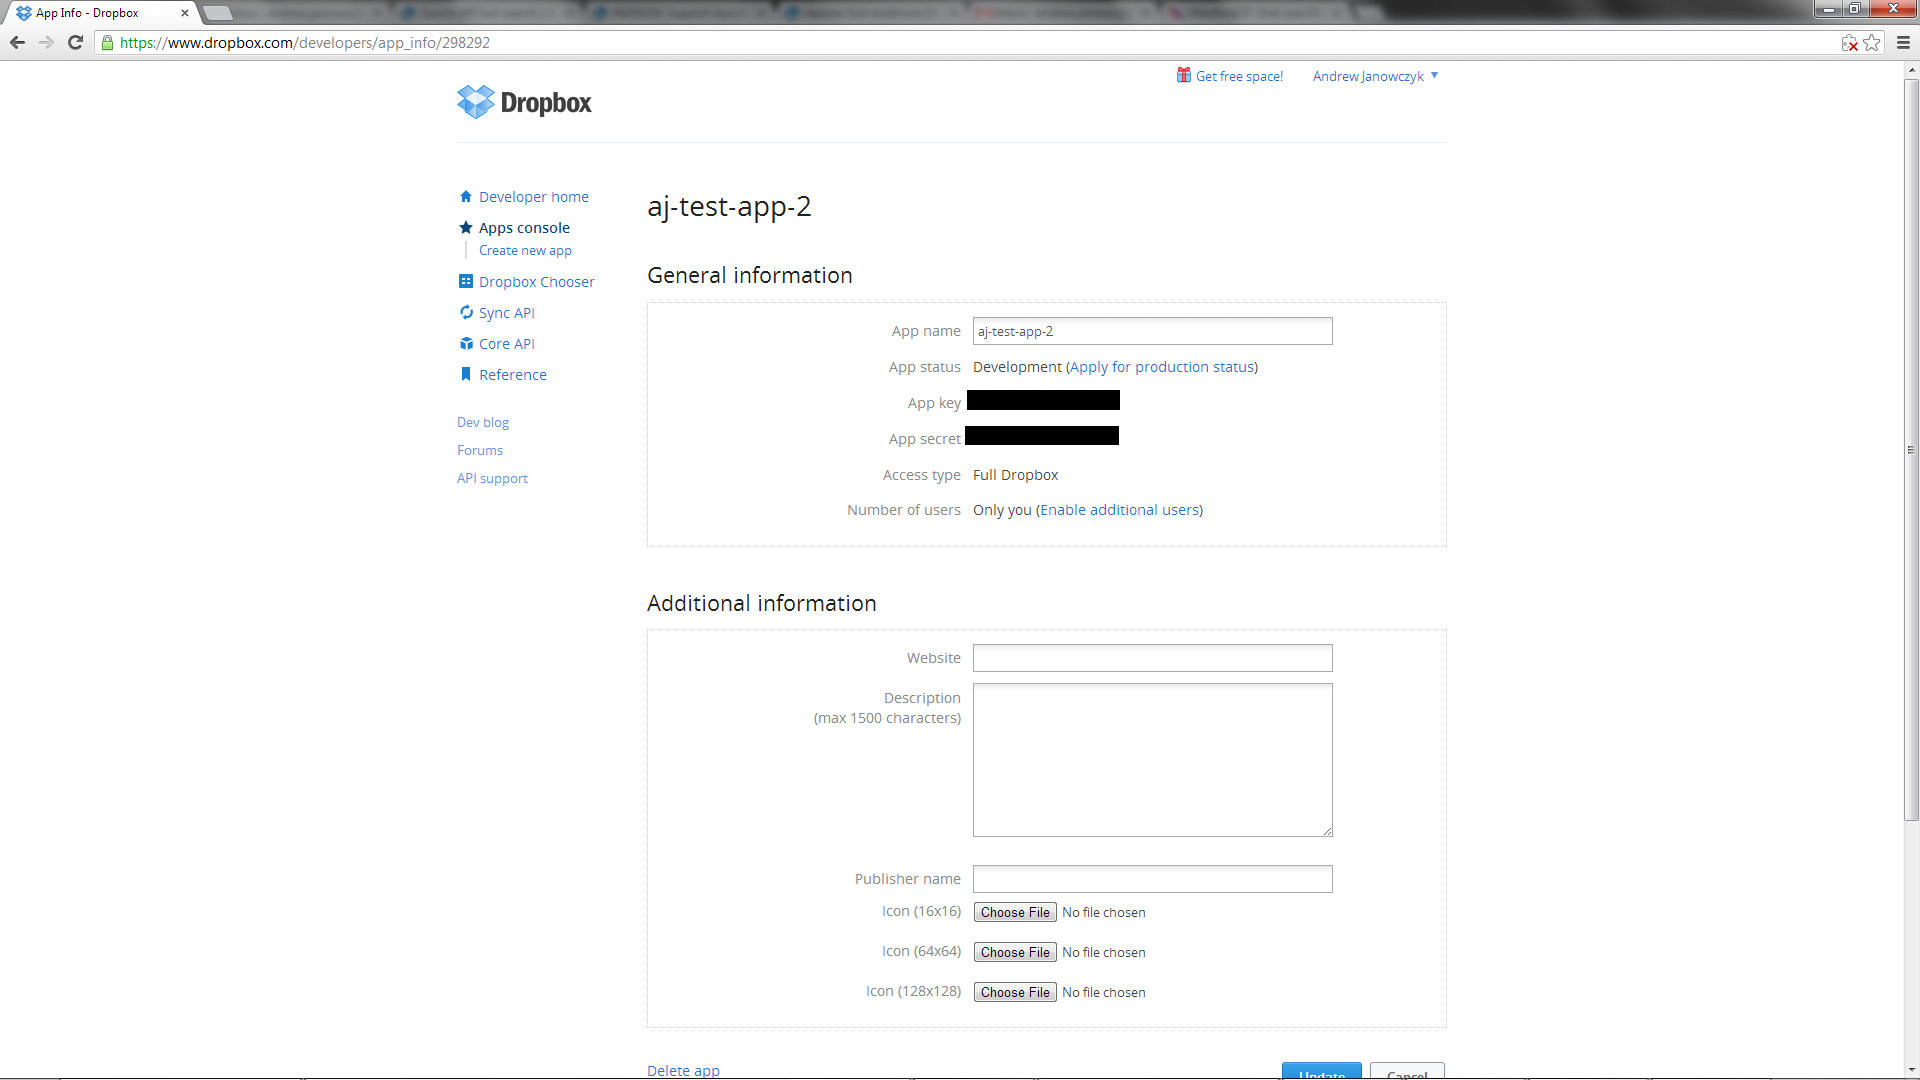 App Info - Dropbox
https://www.dropbox.com/developers/app_info/298292
Get free space!
Andrew Janowczyk
Dropbox
Developer home
Apps console
Create new app
Dropbox Chooser
Sync API
Core API
Reference
Dev blog
Forums
API support
aj-test-app-2
General information
App name aj-test-app-2
App status Development (Apply for production status)
App key
App secret
Access type Full Dropbox
Number of users Only you (Enable additional users)
Additional information
Website
Description
(max 1500 characters)
Publisher name
Icon (16x16) Choose File No file chosen
Icon (64x64) Choose File No file chosen
Icon (128x128) Choose File No file chosen
Delete app
Update
Cancel